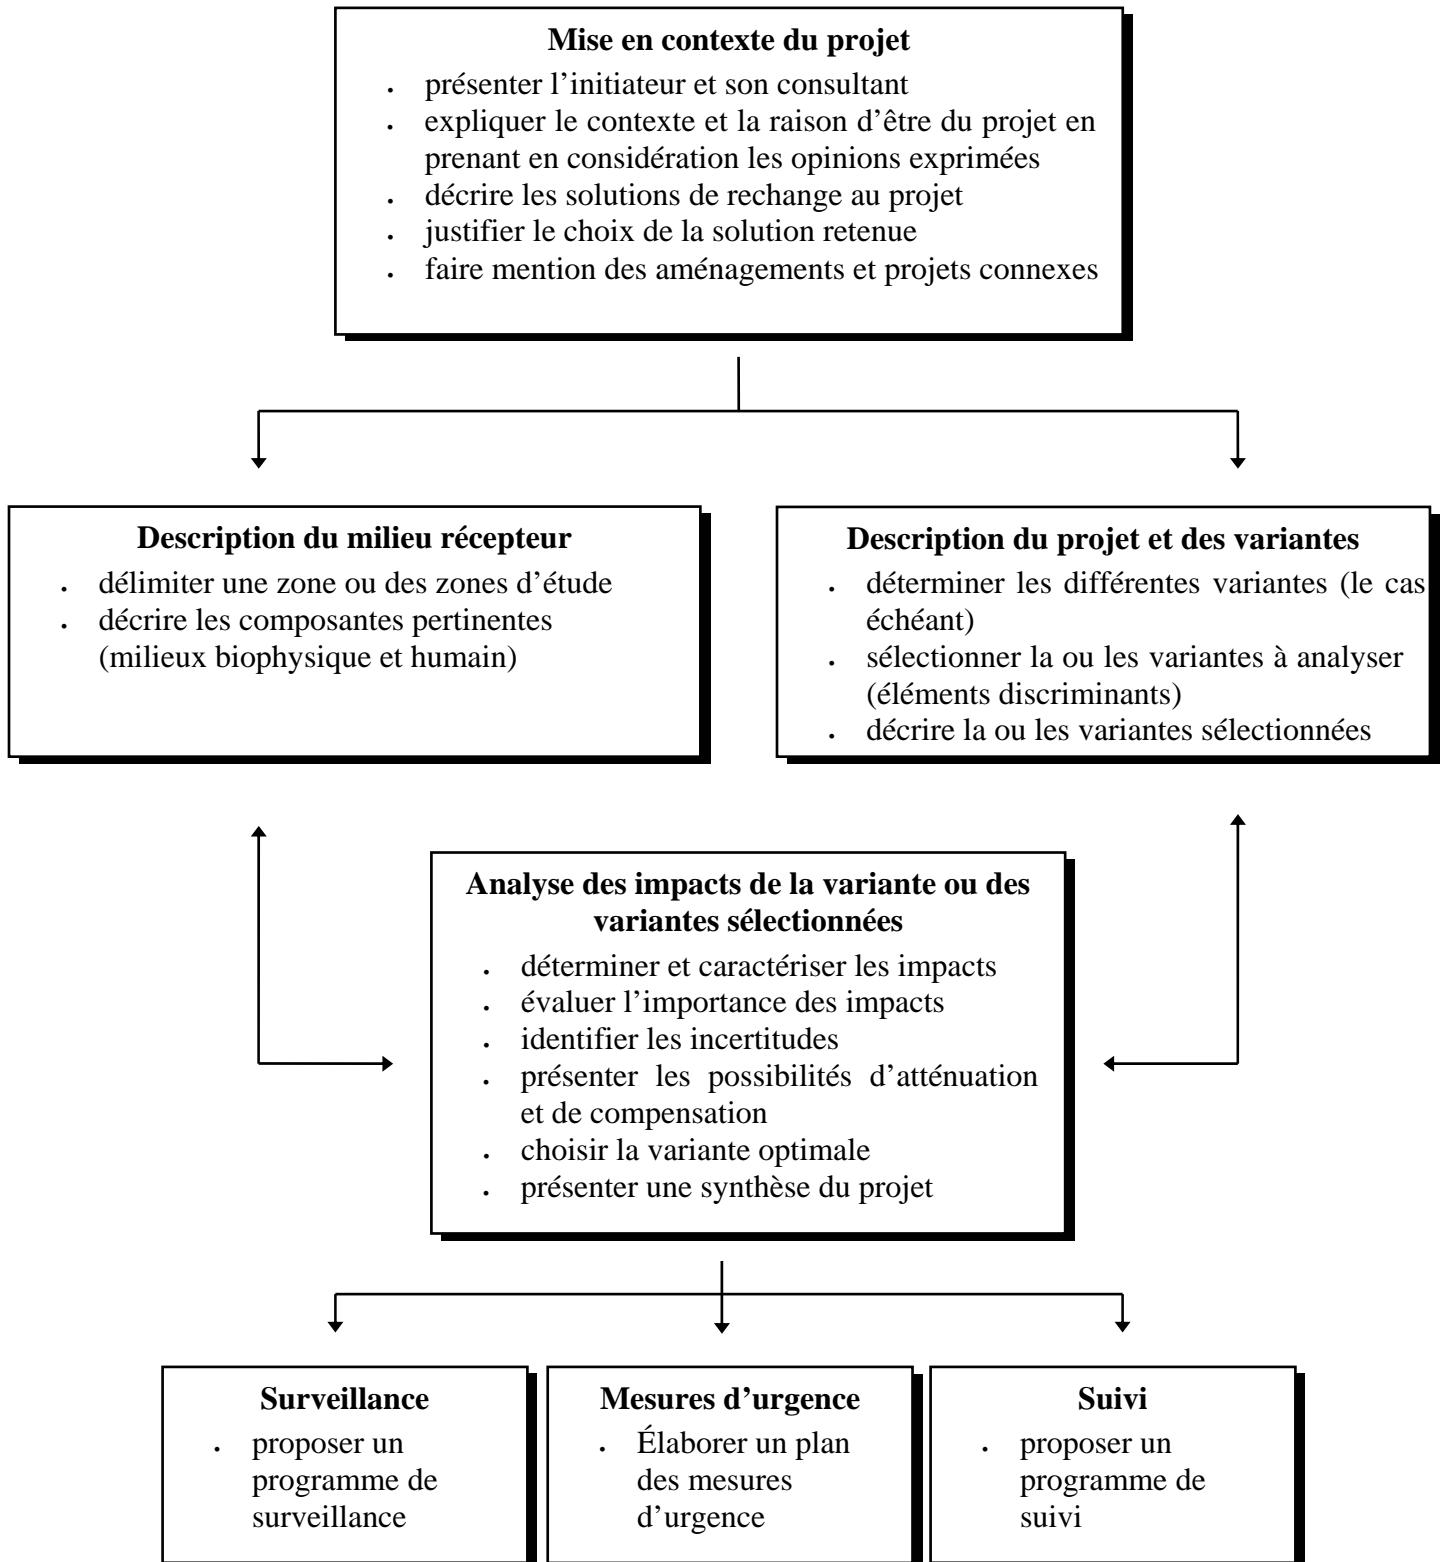 Mise en contexte du projet
. présenter l’initiateur et son consultant
. expliquer le contexte et la raison d’être du projet en
prenant en considération les opinions exprimées
. décrire les solutions de rechange au projet
. justifier le choix de la solution retenue
. faire mention des aménagements et projets connexes
Description du milieu récepteur
. délimiter une zone ou des zones d’étude
. décrire les composantes pertinentes
(milieux biophysique et humain)
Description du projet et des variantes
. déterminer les différentes variantes (le cas
échéant)
. sélectionner la ou les variantes à analyser
(éléments discriminants)
. décrire la ou les variantes sélectionnées
Analyse des impacts de la variante ou des
variantes sélectionnées
. déterminer et caractériser les impacts
. évaluer l’importance des impacts
. identifier les incertitudes
. présenter les possibilités d’atténuation
et de compensation
. choisir la variante optimale
. présenter une synthèse du projet
Surveillance
. proposer un
programme de
surveillance
Mesures d’urgence
. Élaborer un plan
des mesures
d’urgence
Suivi
. proposer un
programme de
suivi